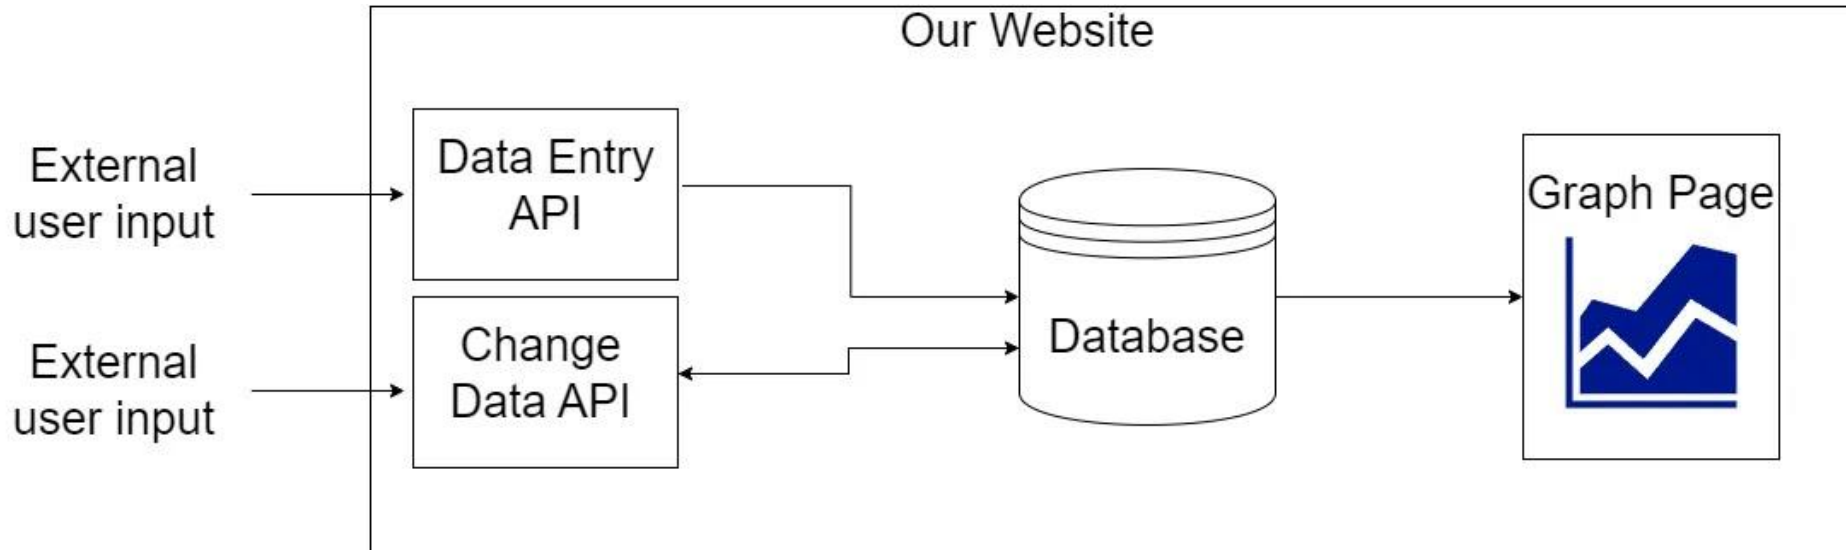 Our Website
External
user input
Data Entry
API
External
user input
Change
Data API
Database
Graph Page